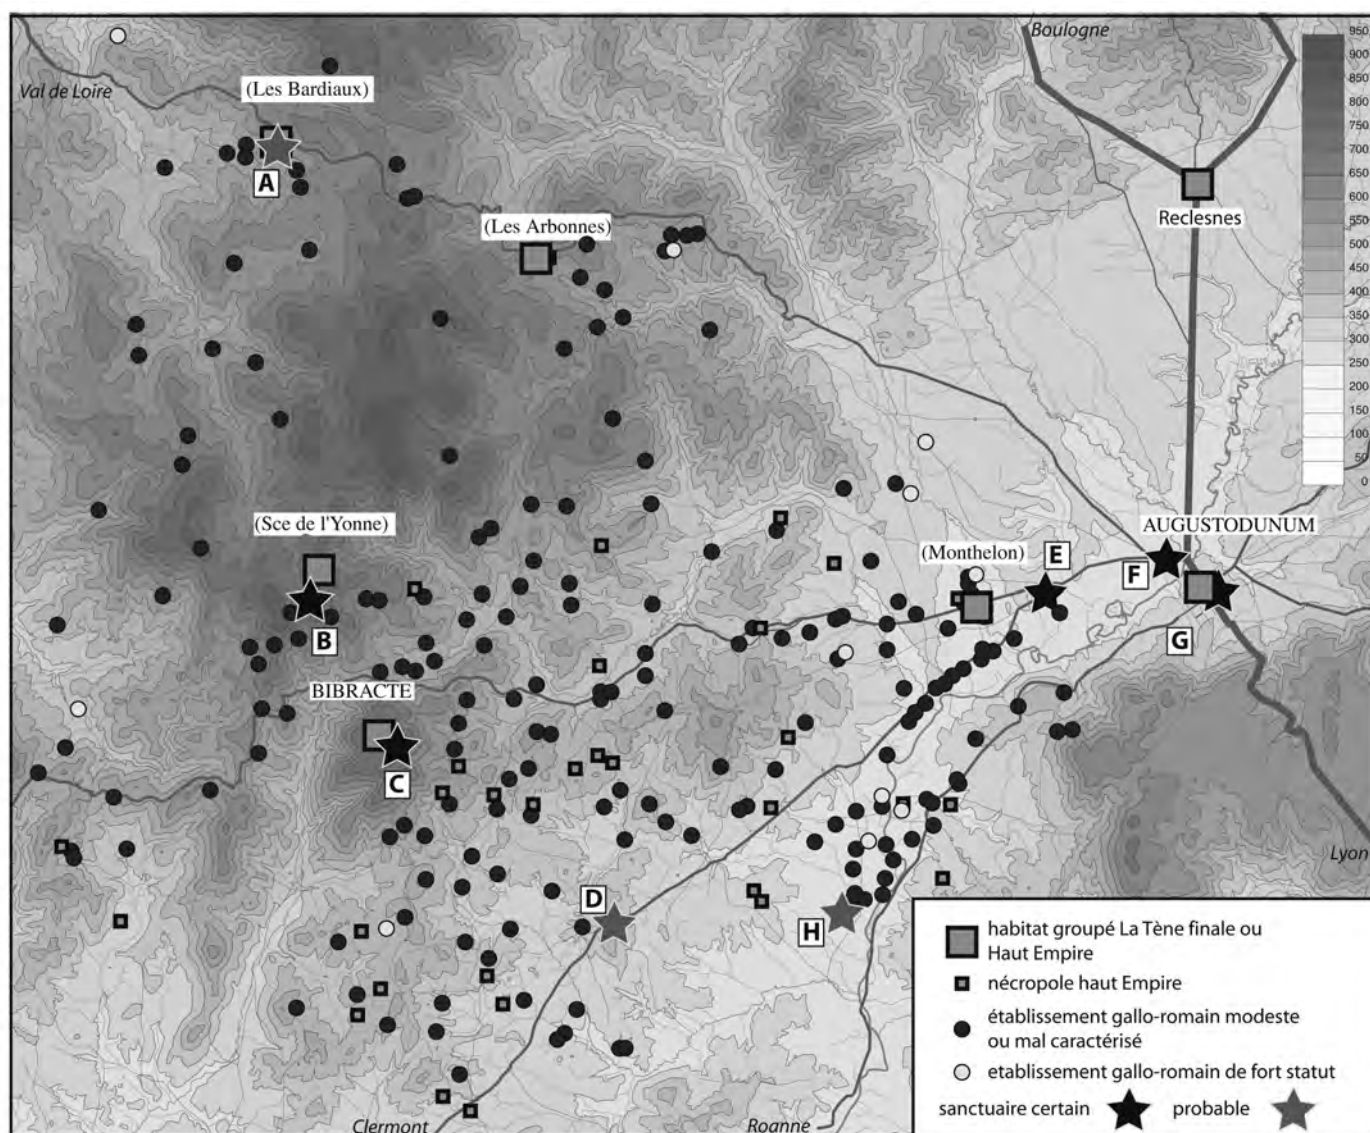 Boulogne
Val de Loire
(Les Bardiaux)
A
(Les Arbonnes)
Reclesnes
950
900
850
800
750
700
650
600
550
500
450
400
350
300
250
200
150
100
50
0
(Sce de l'Yonne)
B
(Monthelon)
E
AUGUSTODUNUM
F
G
BIBRACTE
C
D
H
Lyon
Clermont
Roanne
habitat groupé La Tène finale ou
Haut Empire
nécropole haut Empire
établissement gallo-romain modeste
ou mal caractérisé
etablissement gallo-romain de fort statut
sanctuaire certain
probable